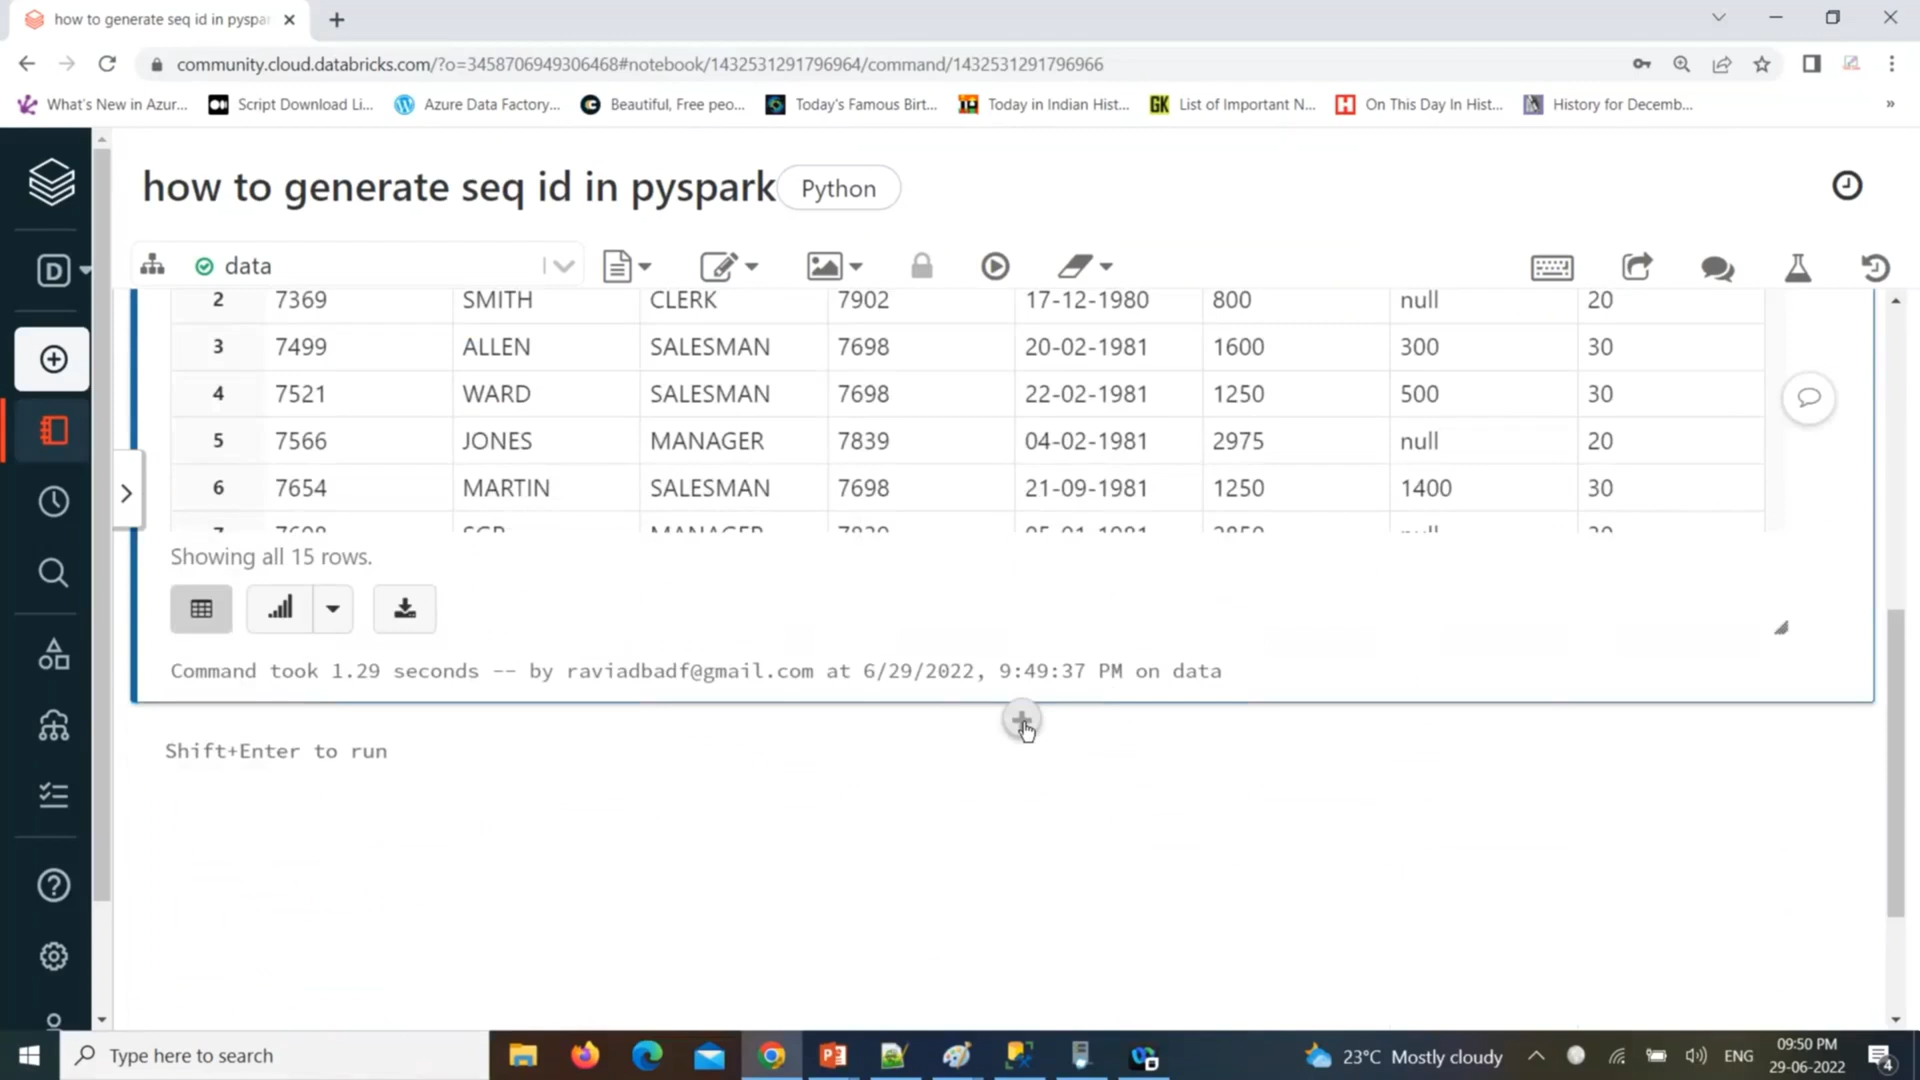 how to generate seq id in pyspa
community.cloud.databricks.com/?o=3458706949306468#notebook/1432531291796964/command/1432531291796966
What's New in Azur...
Script Download Li...
Azure Data Factory...
Beautiful, Free peo...
Today's Famous Birt...
Today in Indian Hist...
GK List of Important N...
On This Day In Hist...
History for Decemb...
»
how to generate seq id in pyspark Python
D
data
2 7369 SMITH CLERK 7902 17-12-1980 800 null 20
3 7499 ALLEN SALESMAN 7698 20-02-1981 1600 300 30
4 7521 WARD SALESMAN 7698 22-02-1981 1250 500 30
5 7566 JONES MANAGER 7839 04-02-1981 2975 null 20
6 7654 MARTIN SALESMAN 7698 21-09-1981 1250 1400 30
Showing all 15 rows.
Command took 1.29 seconds -- by raviadbadf@gmail.com at 6/29/2022, 9:49:37 PM on data
Shift+Enter to run
Type here to search
23°C Mostly cloudy
ENG
09:50 PM
29-06-2022
4